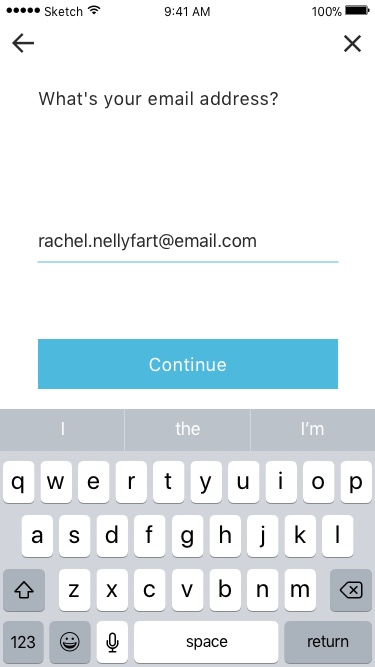 Sketch 9:41 AM 100%
What's your email address?
rachel.nellyfart@email.com
Continue
I the I'm
q w e r t y u i o p
a s d f g h j k l
z x c v b n m
123 space return